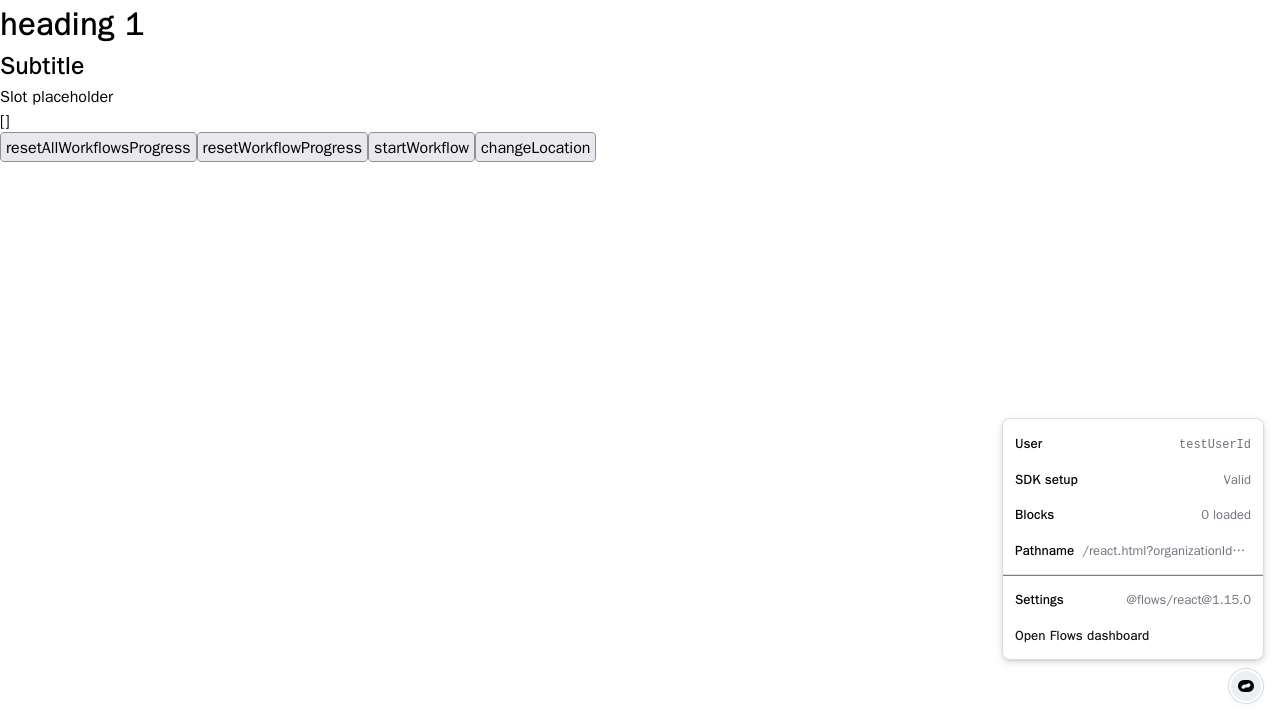 heading 1
Subtitle
Slot placeholder
[]
resetAllWorkflowsProgress resetWorkflowProgress startWorkflow changeLocation
User testUserId
SDK setup Valid
Blocks 0 loaded
Pathname /react.html?organizationId···
Settings @flows/react@1.15.0
Open Flows dashboard